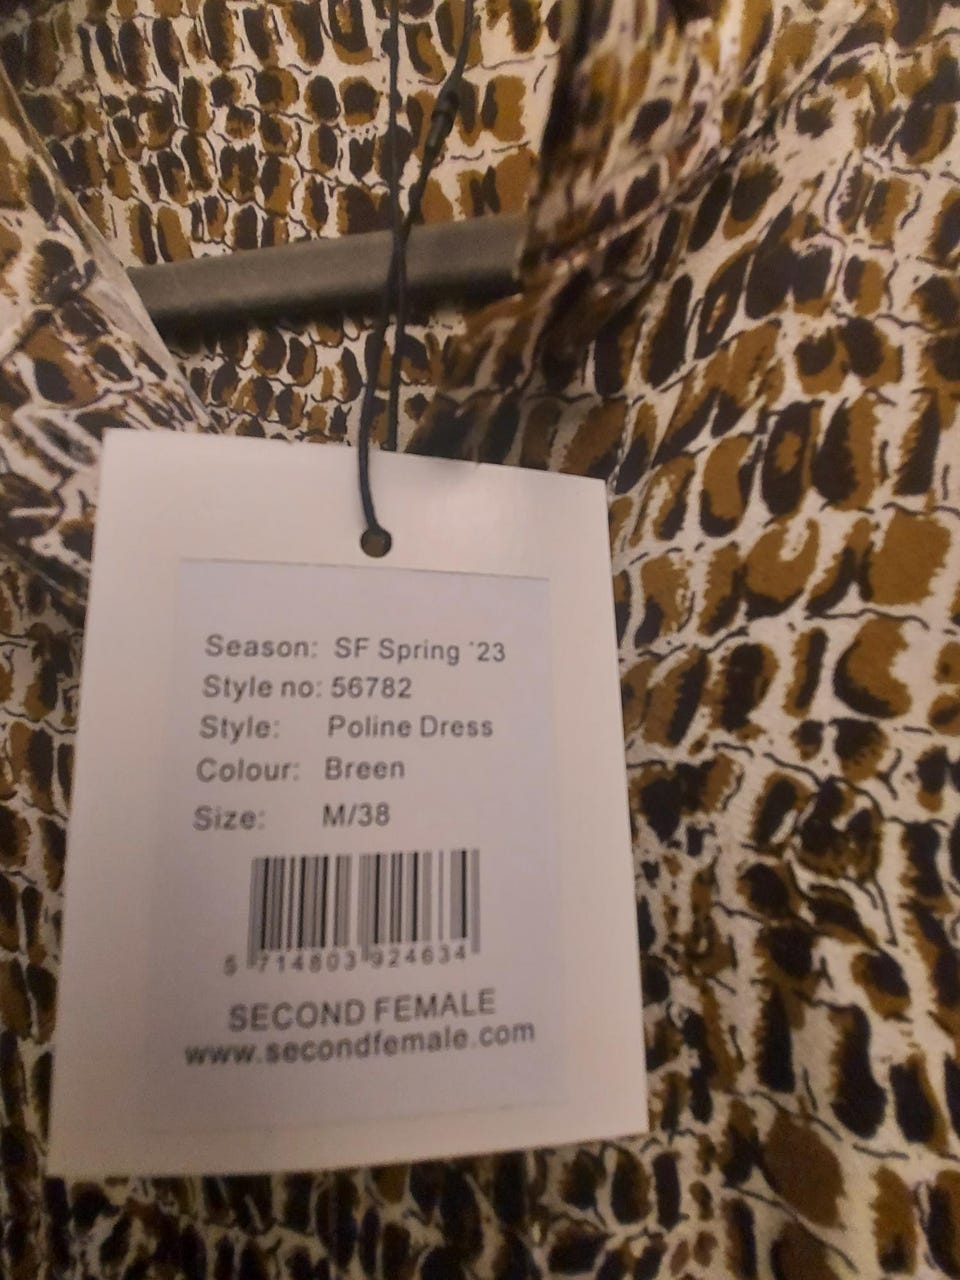 Season: SF Spring '23
Style no: 56782
Style: Poline Dress
Colour: Breen
Size: M/38
5 714803 924634
SECOND FEMALE
www.secondfemale.com